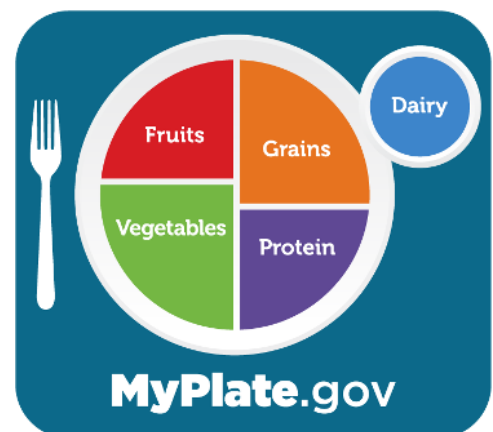 Fruits
Grains
Dairy
Vegetables
Protein
MyPlate.gov